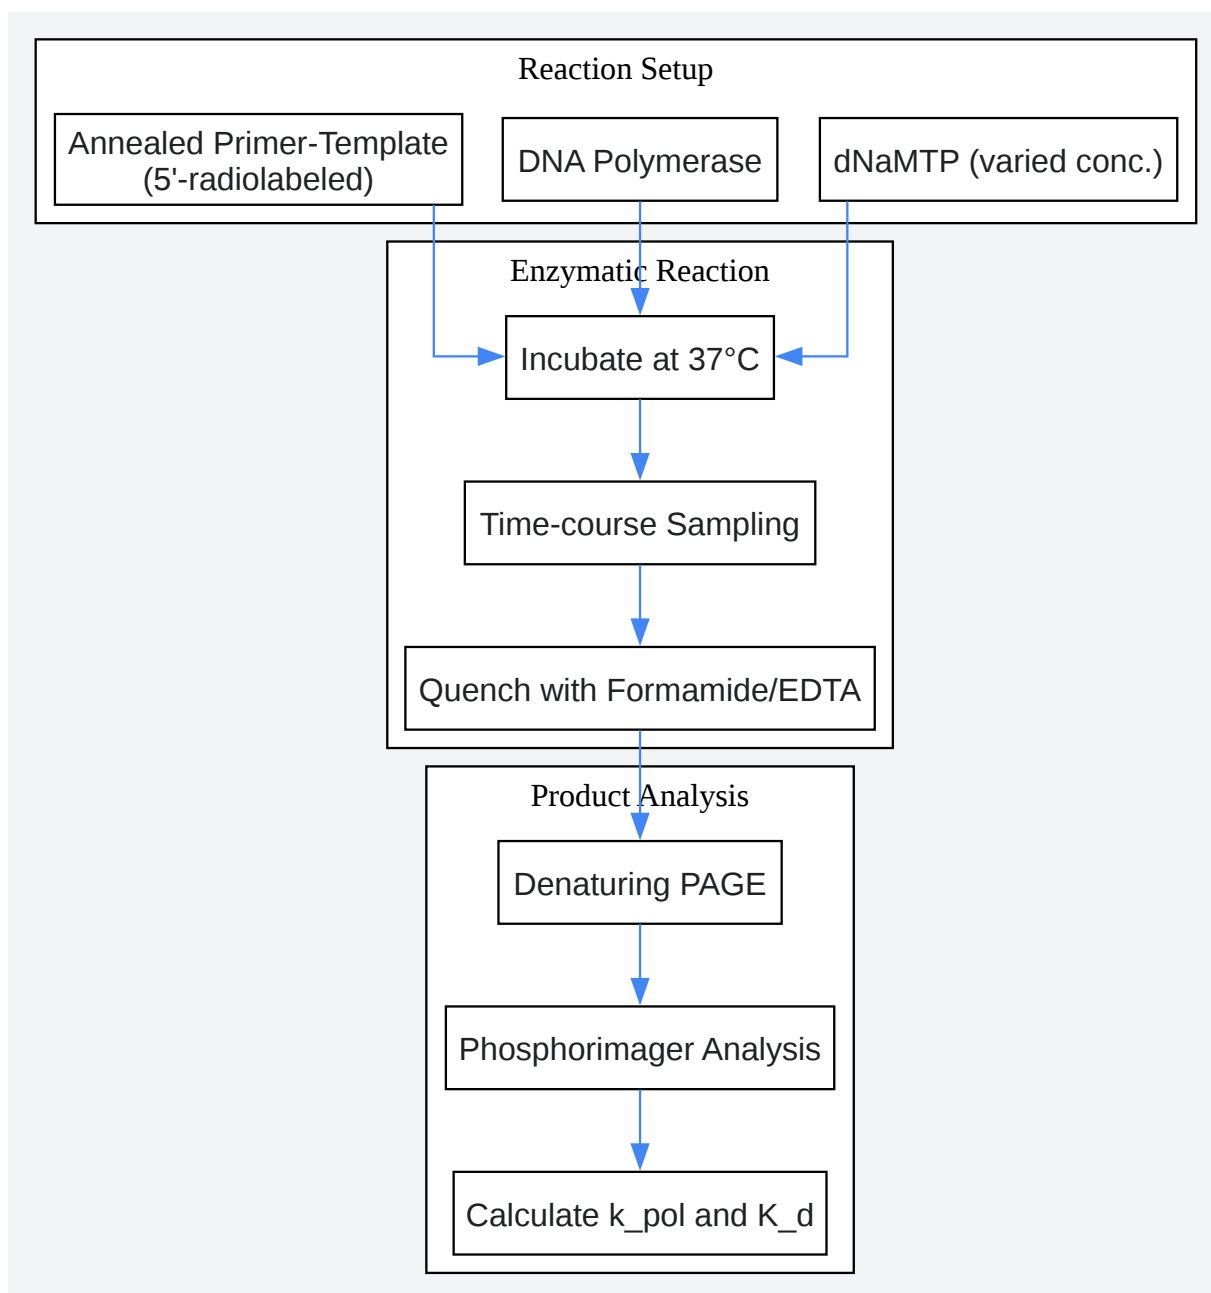 Reaction Setup
Annealed Primer-Template
(5'-radiolabeled)
DNA Polymerase
dNaMTP (varied conc.)
Enzymatic Reaction
Incubate at 37°C
Time-course Sampling
Quench with Formamide/EDTA
Product Analysis
Denaturing PAGE
Phosphorimager Analysis
Calculate k_pol and K_d